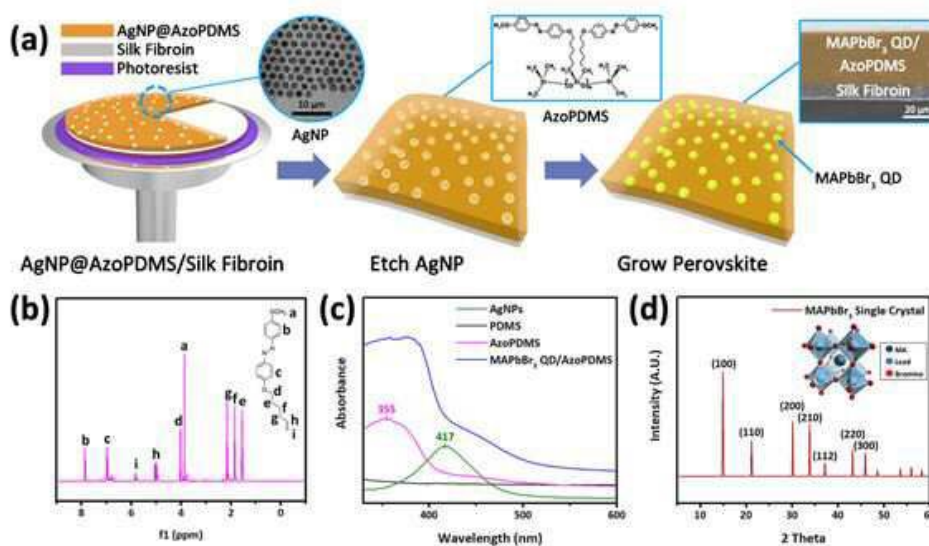 (a)
AgNP@AzoPDMS
Silk Fibroin
Photoresist
10 μm
AgNP
AzoPDMS
MAPbBr₃ QD/
AzoPDMS
Silk Fibroin
20 μm
MAPbBr₃ QD
AgNP@AzoPDMS/Silk Fibroin
Etch AgNP
Grow Perovskite
(b)
a
b
c
d
e
f
g
h
i
b
c
i
h
d
a
g
f
e
8 6 4 2 0
f1 (ppm)
(c)
AgNPs
PDMS
AzoPDMS
MAPbBr₃ QD/AzoPDMS
355
417
Absorbance
400 500 600
Wavelength (nm)
(d)
MAPbBr₃ Single Crystal
MA
Lead
Bromine
(100)
(110)
(200)
(210)
(112)
(220)
(300)
Intensity (A.U.)
10 20 30 40 50
2 Theta